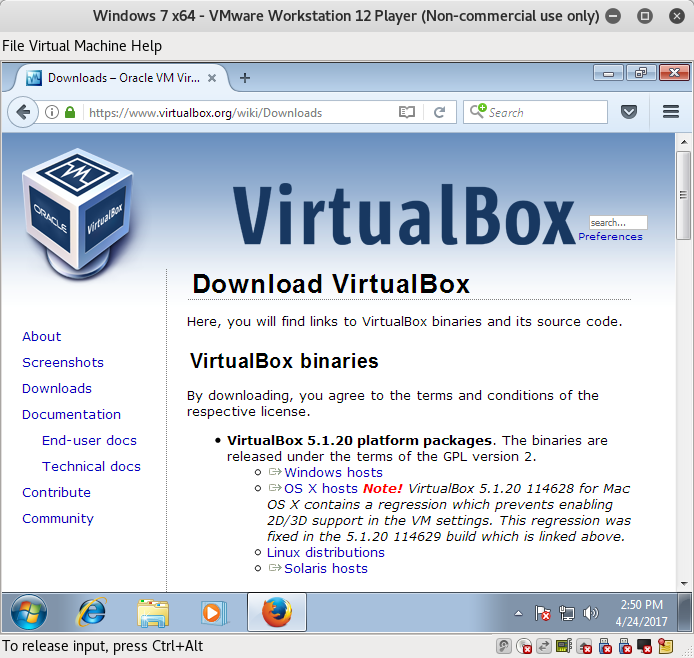 Windows 7 x64 - VMware Workstation 12 Player (Non-commercial use only)
File Virtual Machine Help
Downloads – Oracle VM Vir...
https://www.virtualbox.org/wiki/Downloads
Search
ORACLE
VirtualBox
VirtualBox
search...
Preferences
About
Screenshots
Downloads
Documentation
End-user docs
Technical docs
Contribute
Community
Download VirtualBox
Here, you will find links to VirtualBox binaries and its source code.
VirtualBox binaries
By downloading, you agree to the terms and conditions of the
respective license.
• VirtualBox 5.1.20 platform packages. The binaries are
released under the terms of the GPL version 2.
Windows hosts
OS X hosts Note! VirtualBox 5.1.20 114628 for Mac
OS X contains a regression which prevents enabling
2D/3D support in the VM settings. This regression was
fixed in the 5.1.20 114629 build which is linked above.
Linux distributions
Solaris hosts
2:50 PM
4/24/2017
To release input, press Ctrl+Alt